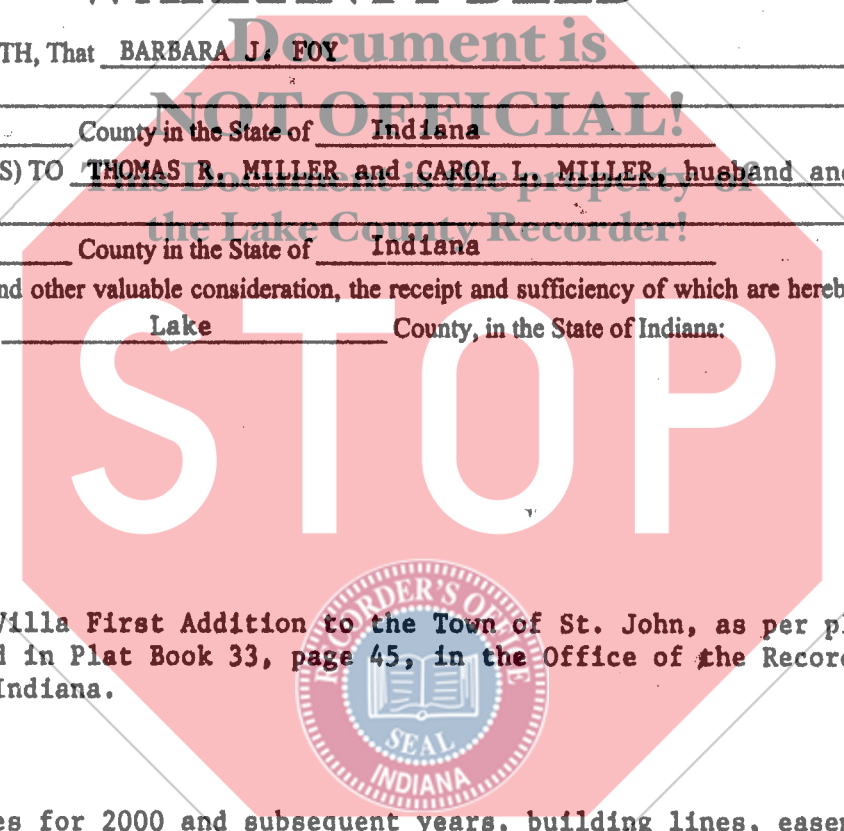 WARRANTY DEED
Document is
TH, That BARBARA J. FOY
NOT OFFICIAL!
County in the State of Indiana
S) TO THOMAS R. MILLER and CAROL L. MILLER, husband and
This Document is the property of
the Lake County Recorder!
County in the State of Indiana
nd other valuable consideration, the receipt and sufficiency of which are hereb
Lake County, in the State of Indiana:
STOP
Villa First Addition to the Town of St. John, as per pl
d in Plat Book 33, page 45, in the Office of the Record
Indiana.
RECORDER'S OFFICE
SEAL
INDIANA
es for 2000 and subsequent years, building lines, easem